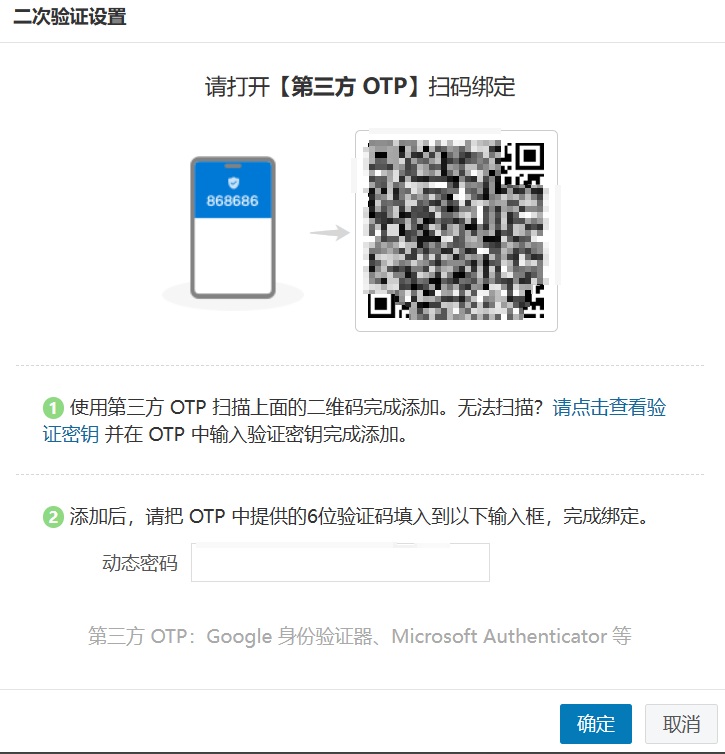 二次验证设置
请打开【第三方 OTP】扫码绑定
868686
1 使用第三方 OTP 扫描上面的二维码完成添加。无法扫描？请点击查看验
证密钥 并在 OTP 中输入验证密钥完成添加。
2 添加后，请把 OTP 中提供的6位验证码填入到以下输入框，完成绑定。
动态密码
第三方 OTP：Google 身份验证器、Microsoft Authenticator 等
确定 取消